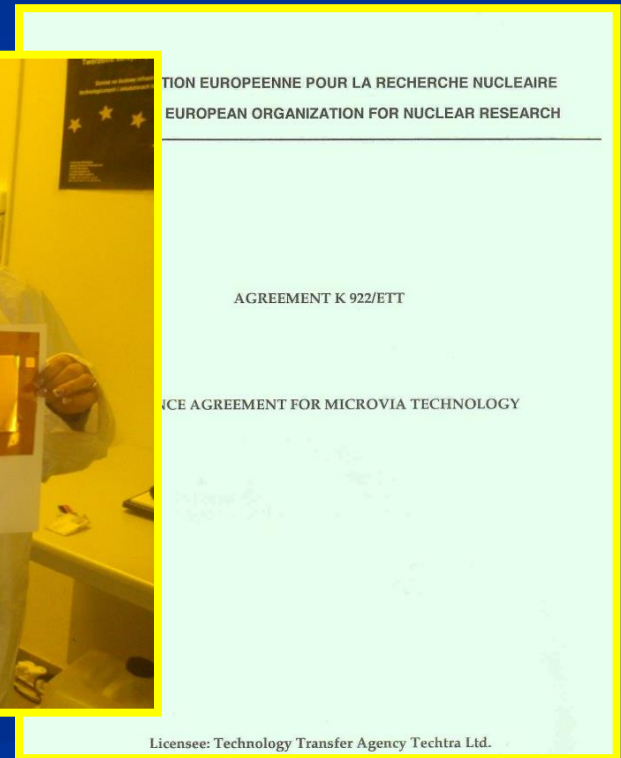 TION EUROPEENNE POUR LA RECHERCHE NUCLEAIRE
EUROPEAN ORGANIZATION FOR NUCLEAR RESEARCH
AGREEMENT K 922/ETT
NCE AGREEMENT FOR MICROVIA TECHNOLOGY
Licensee: Technology Transfer Agency Techtra Ltd.